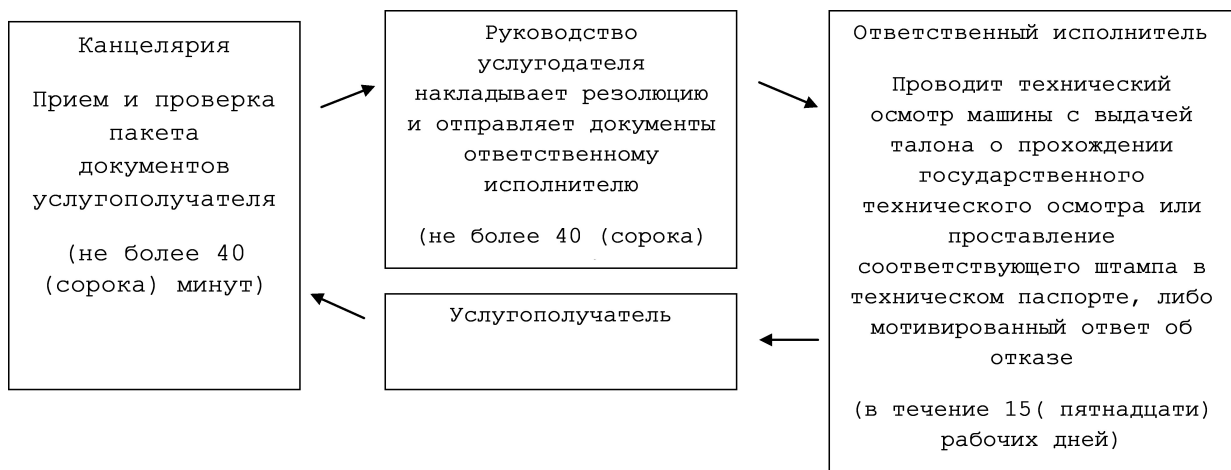 Канцелярия
Прием и проверка
пакета
документов
услугополучателя
(не более 40
(сорока) минут)
Руководство
услугодателя
накладывает резолюцию
и отправляет документы
ответственному
исполнителю
(не более 40 (сорока)
Услугополучатель
Ответственный исполнитель
Проводит технический
осмотр машины с выдачей
талона о прохождении
государственного
технического осмотра или
проставление
соответствующего штампа в
техническом паспорте, либо
мотивированный ответ об
отказе
(в течение 15( пятнадцати)
рабочих дней)